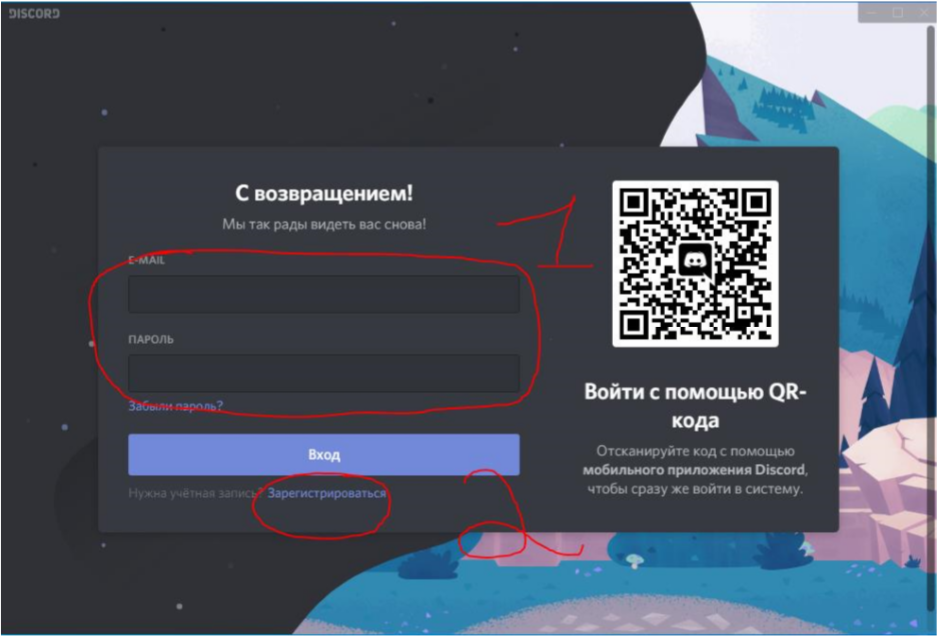 DISCORD
С возвращением!
Мы так рады видеть вас снова!
E-MAIL
ПАРОЛЬ
Забыли пароль?
Вход
Нужна учётная запись? Зарегистрироваться
1
2
Войти с помощью QR-
кода
Отсканируйте код с помощью
мобильного приложения Discord,
чтобы сразу же войти в систему.